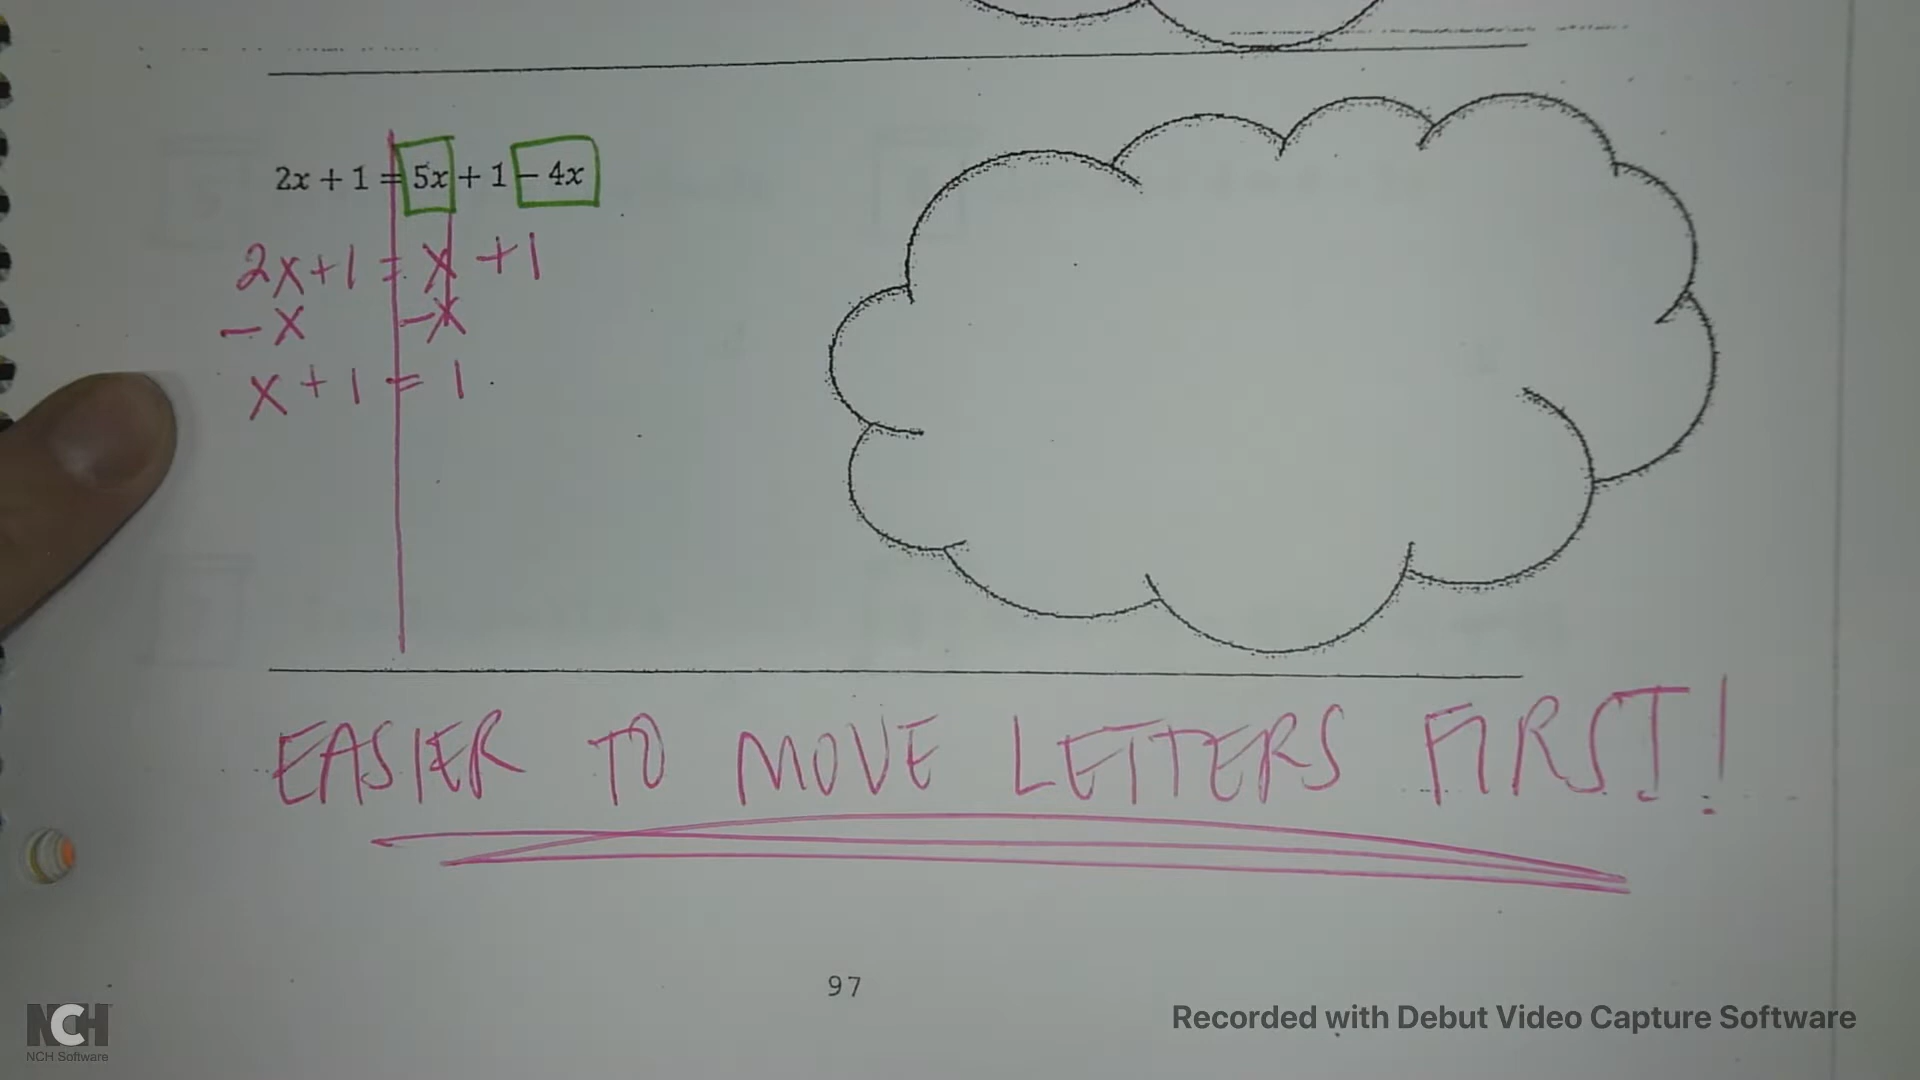 2x + 1 = 5x + 1 - 4x
2x+1 = x +1
-x -x
x + 1 = 1
EASIER TO MOVE LETTERS FIRST!
97
NCH
NCH Software
Recorded with Debut Video Capture Software